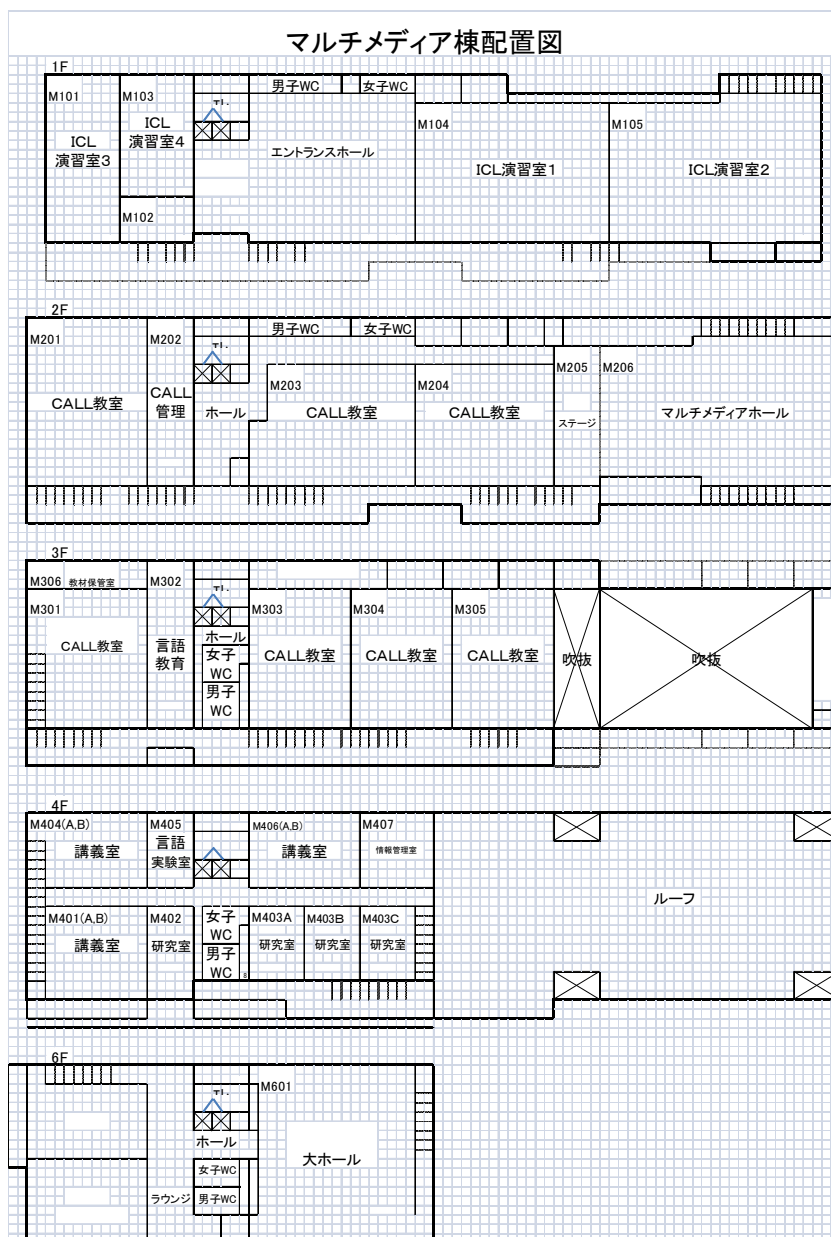 マルチメディア棟配置図
1F
男子WC
女子WC
M101
M103
ICL
演習室3
ICL
演習室4
エントランスホール
M104
M105
ICL演習室1
ICL演習室2
M102
2F
男子WC
女子WC
M201
M202
CALL教室
CALL
管理
ホール
M203
CALL教室
M204
CALL教室
M205
ステージ
M206
マルチメディアホール
3F
M306 教材保管室
M302
M301
CALL教室
言語
教育
ホール
女子
WC
男子
WC
M303
CALL教室
M304
CALL教室
M305
CALL教室
吹抜
吹抜
4F
M404(A,B)
講義室
M405
言語
実験室
M406(A,B)
講義室
M407
情報管理室
ルーフ
M401(A,B)
講義室
M402
研究室
女子
WC
男子
WC
8
M403A
研究室
M403B
研究室
M403C
研究室
6F
M601
ホール
大ホール
女子WC
ラウンジ
男子WC